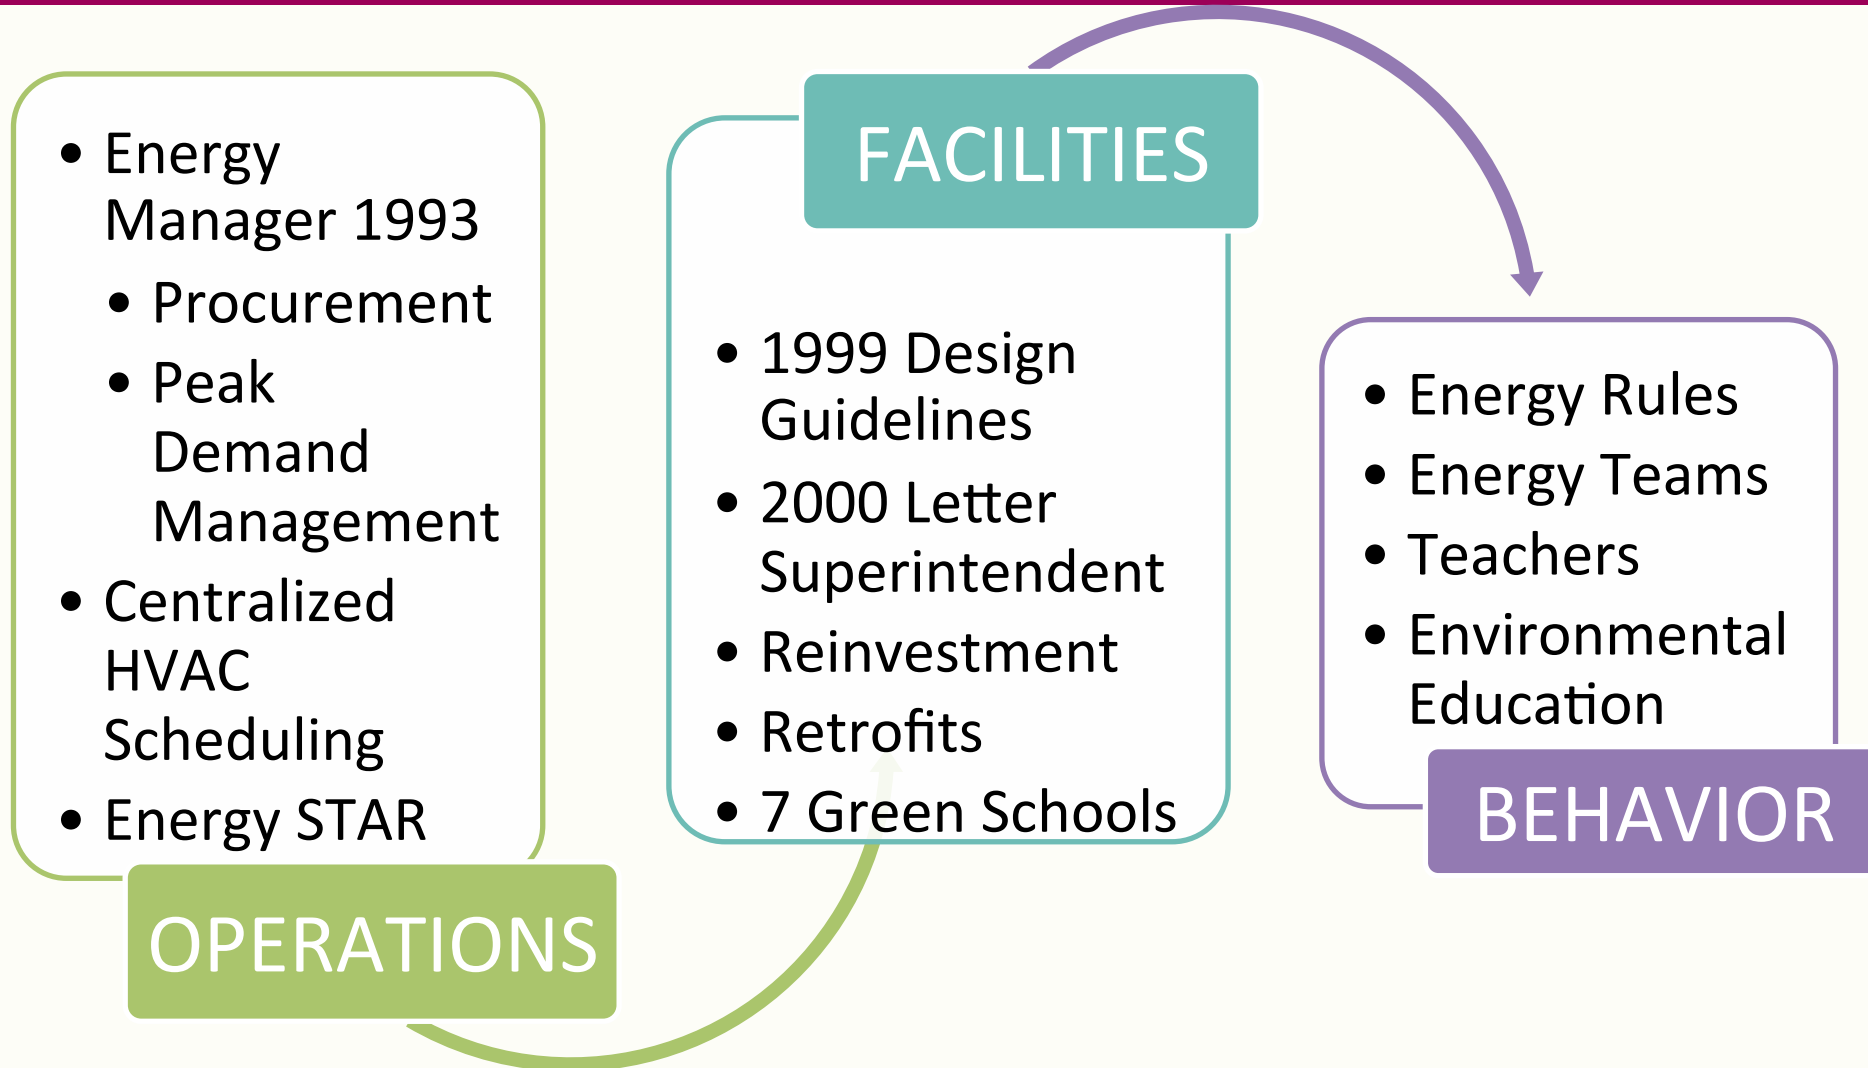 • Energy
Manager 1993
• Procurement
• Peak
Demand
Management
• Centralized
HVAC
Scheduling
• Energy STAR
OPERATIONS
FACILITIES
• 1999 Design
Guidelines
• 2000 Letter
Superintendent
• Reinvestment
• Retrofits
• 7 Green Schools
• Energy Rules
• Energy Teams
• Teachers
• Environmental
Education
BEHAVIOR